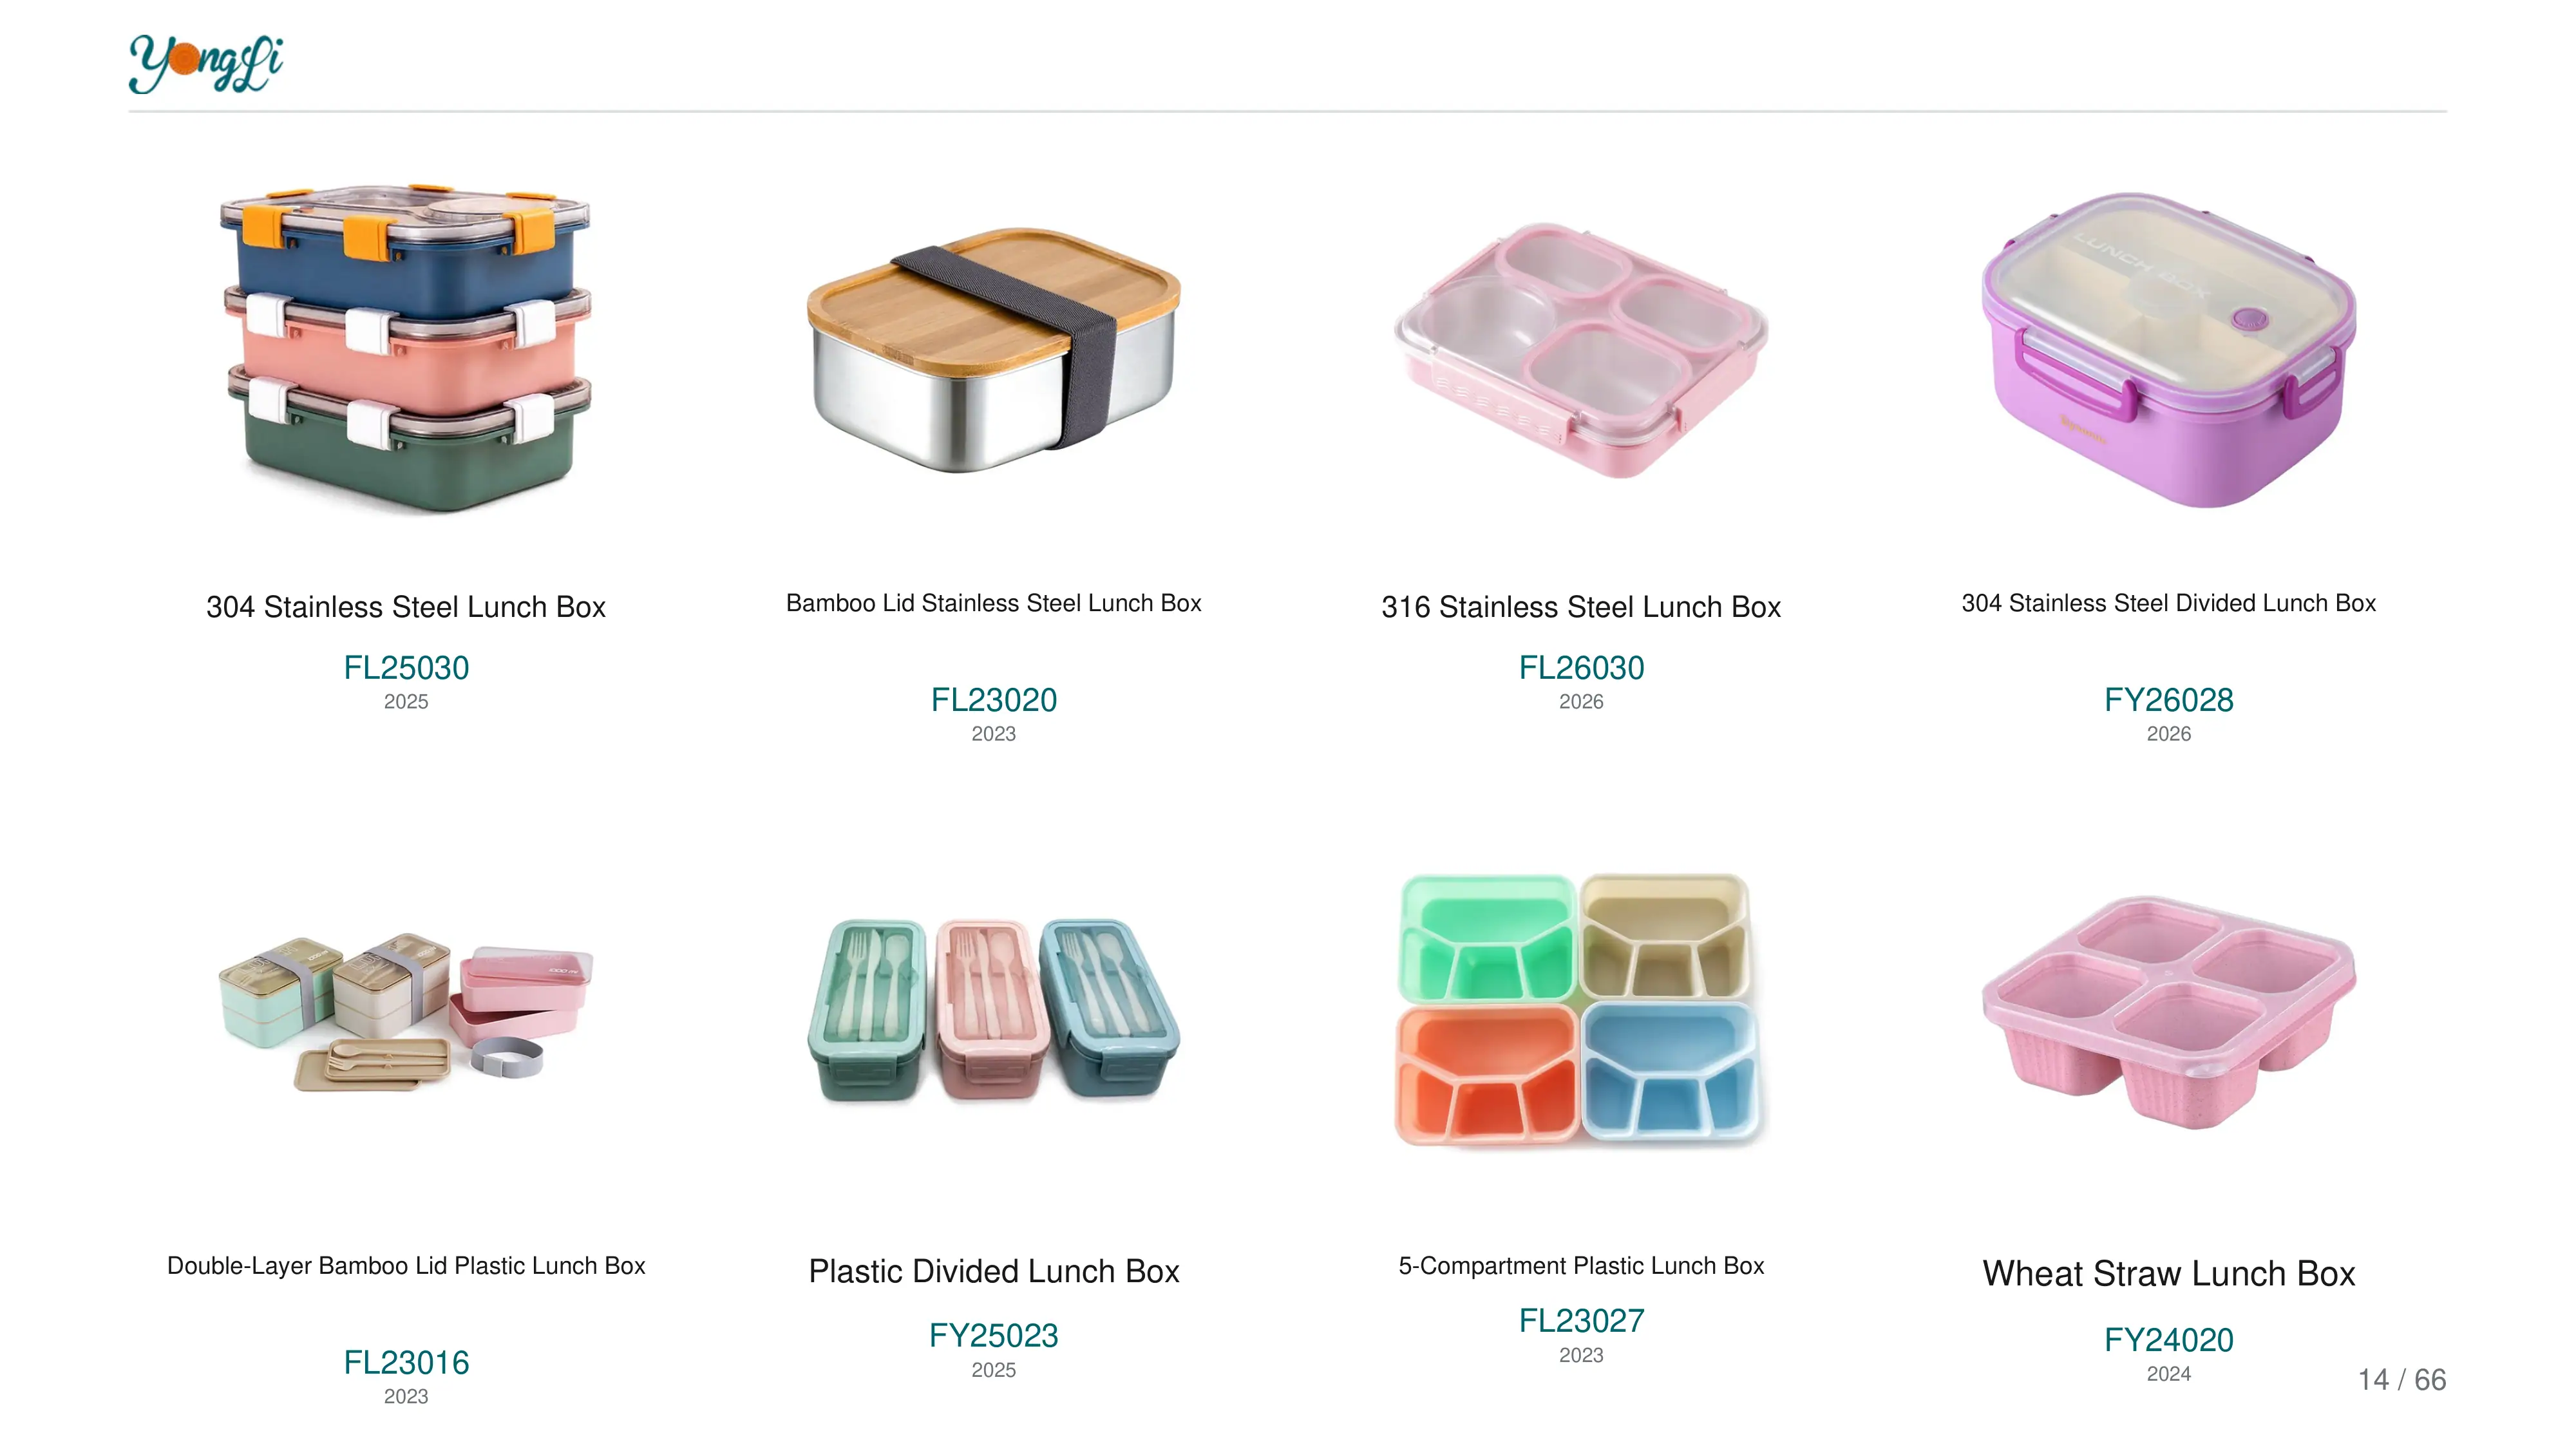 YongLi
LUNCH BOX
304 Stainless Steel Lunch Box
FL25030
2025
Bamboo Lid Stainless Steel Lunch Box
FL23020
2023
316 Stainless Steel Lunch Box
FL26030
2026
304 Stainless Steel Divided Lunch Box
FY26028
2026
Double-Layer Bamboo Lid Plastic Lunch Box
FL23016
2023
Plastic Divided Lunch Box
FY25023
2025
5-Compartment Plastic Lunch Box
FL23027
2023
Wheat Straw Lunch Box
FY24020
2024
14 / 66